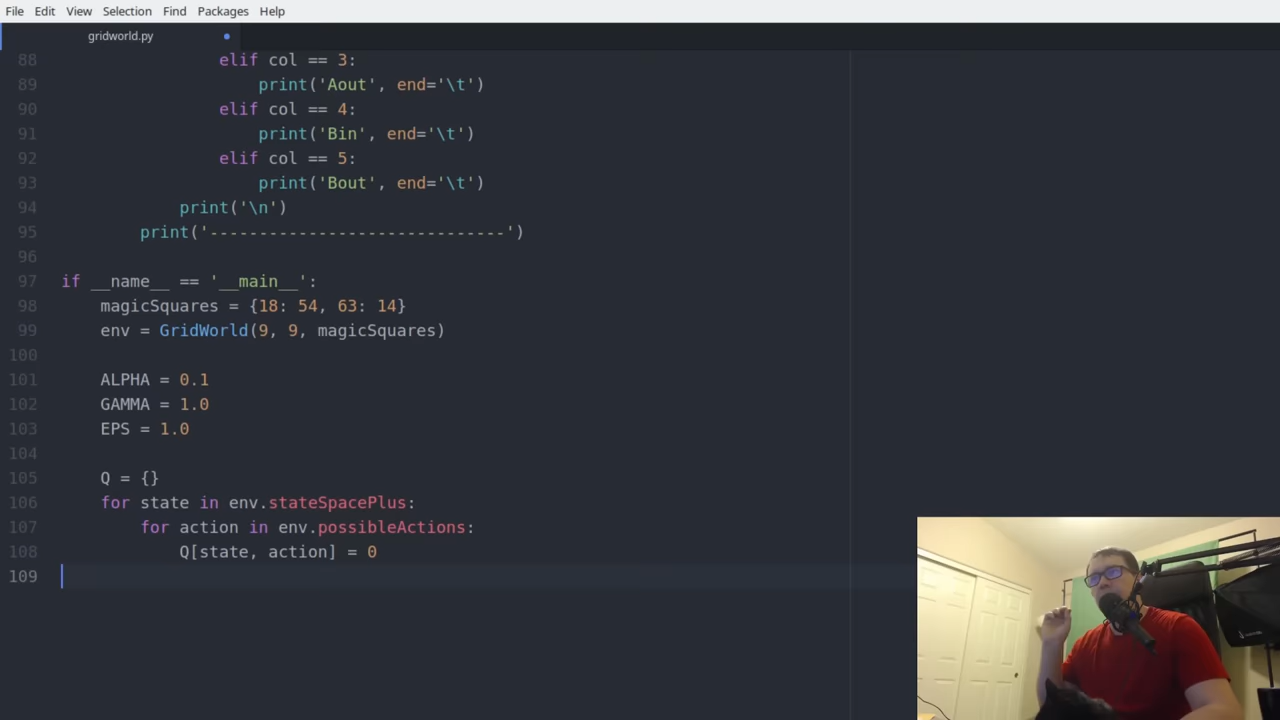 File Edit View Selection Find Packages Help
gridworld.py
88 elif col == 3:
89 print('Aout', end='\t')
90 elif col == 4:
91 print('Bin', end='\t')
92 elif col == 5:
93 print('Bout', end='\t')
94 print('\n')
95 print('------------------------------')
96
97 if __name__ == '__main__':
98 magicSquares = {18: 54, 63: 14}
99 env = GridWorld(9, 9, magicSquares)
100
101 ALPHA = 0.1
102 GAMMA = 1.0
103 EPS = 1.0
104
105 Q = {}
106 for state in env.stateSpacePlus:
107 for action in env.possibleActions:
108 Q[state, action] = 0
109